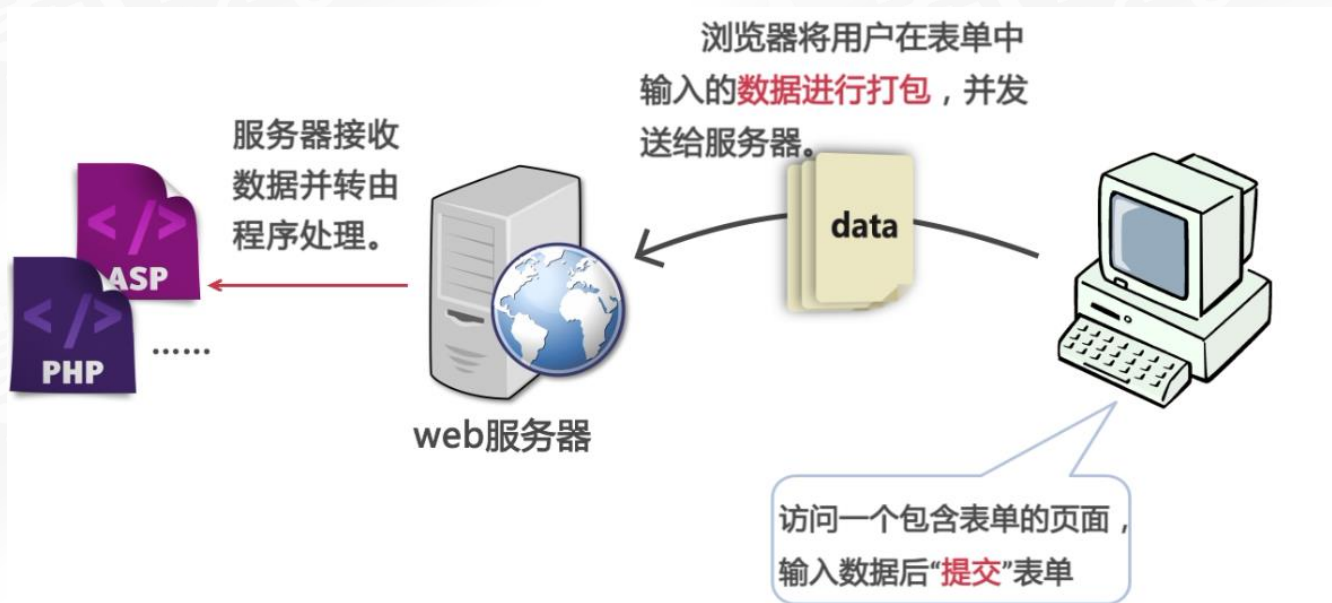 浏览器将用户在表单中
输入的数据进行打包，并发
送给服务器。
服务器接收
数据并转由
程序处理。
data
ASP
PHP
……
web服务器
访问一个包含表单的页面，
输入数据后“提交”表单